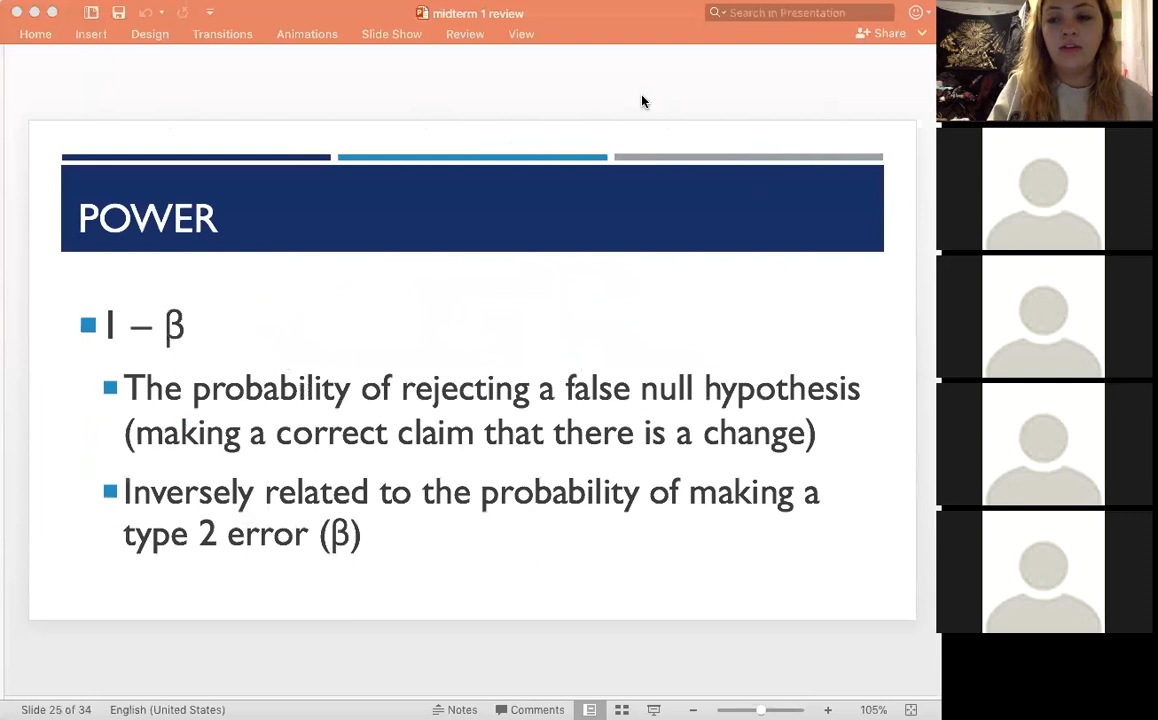 midterm 1 review
Search in Presentation
Home Insert Design Transitions Animations Slide Show Review View
Share
POWER
1 – β
The probability of rejecting a false null hypothesis
(making a correct claim that there is a change)
Inversely related to the probability of making a
type 2 error (β)
Slide 25 of 34 English (United States) Notes Comments 105%